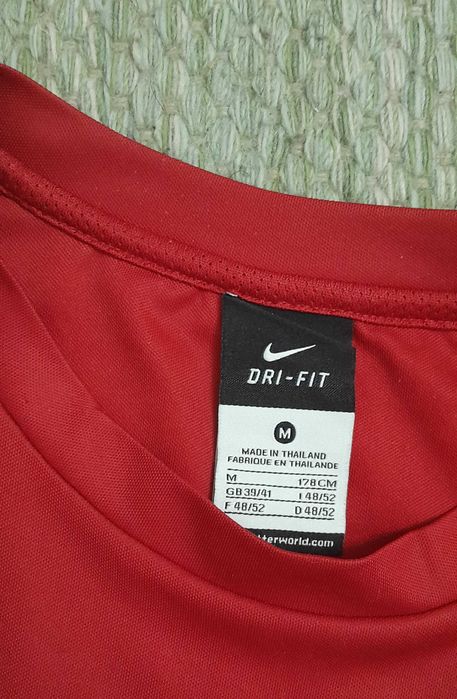 DRI-FIT
M
MADE IN THAILAND
FABRIQUE EN THAILANDE
M 178CM
GB 39/41 I 48/52
F 48/52 D 48/52